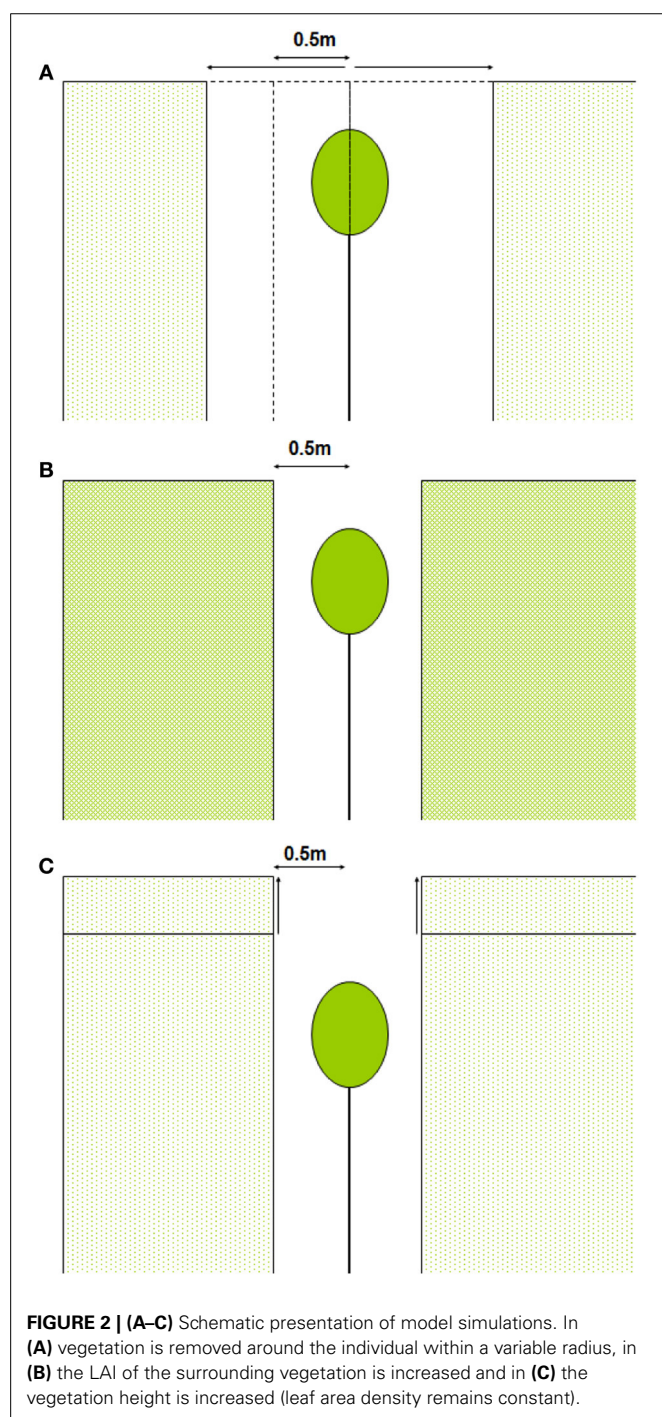 0.5m
A
0.5m
B
0.5m
C
FIGURE 2 | (A–C) Schematic presentation of model simulations. In
(A) vegetation is removed around the individual within a variable radius, in
(B) the LAI of the surrounding vegetation is increased and in (C) the
vegetation height is increased (leaf area density remains constant).